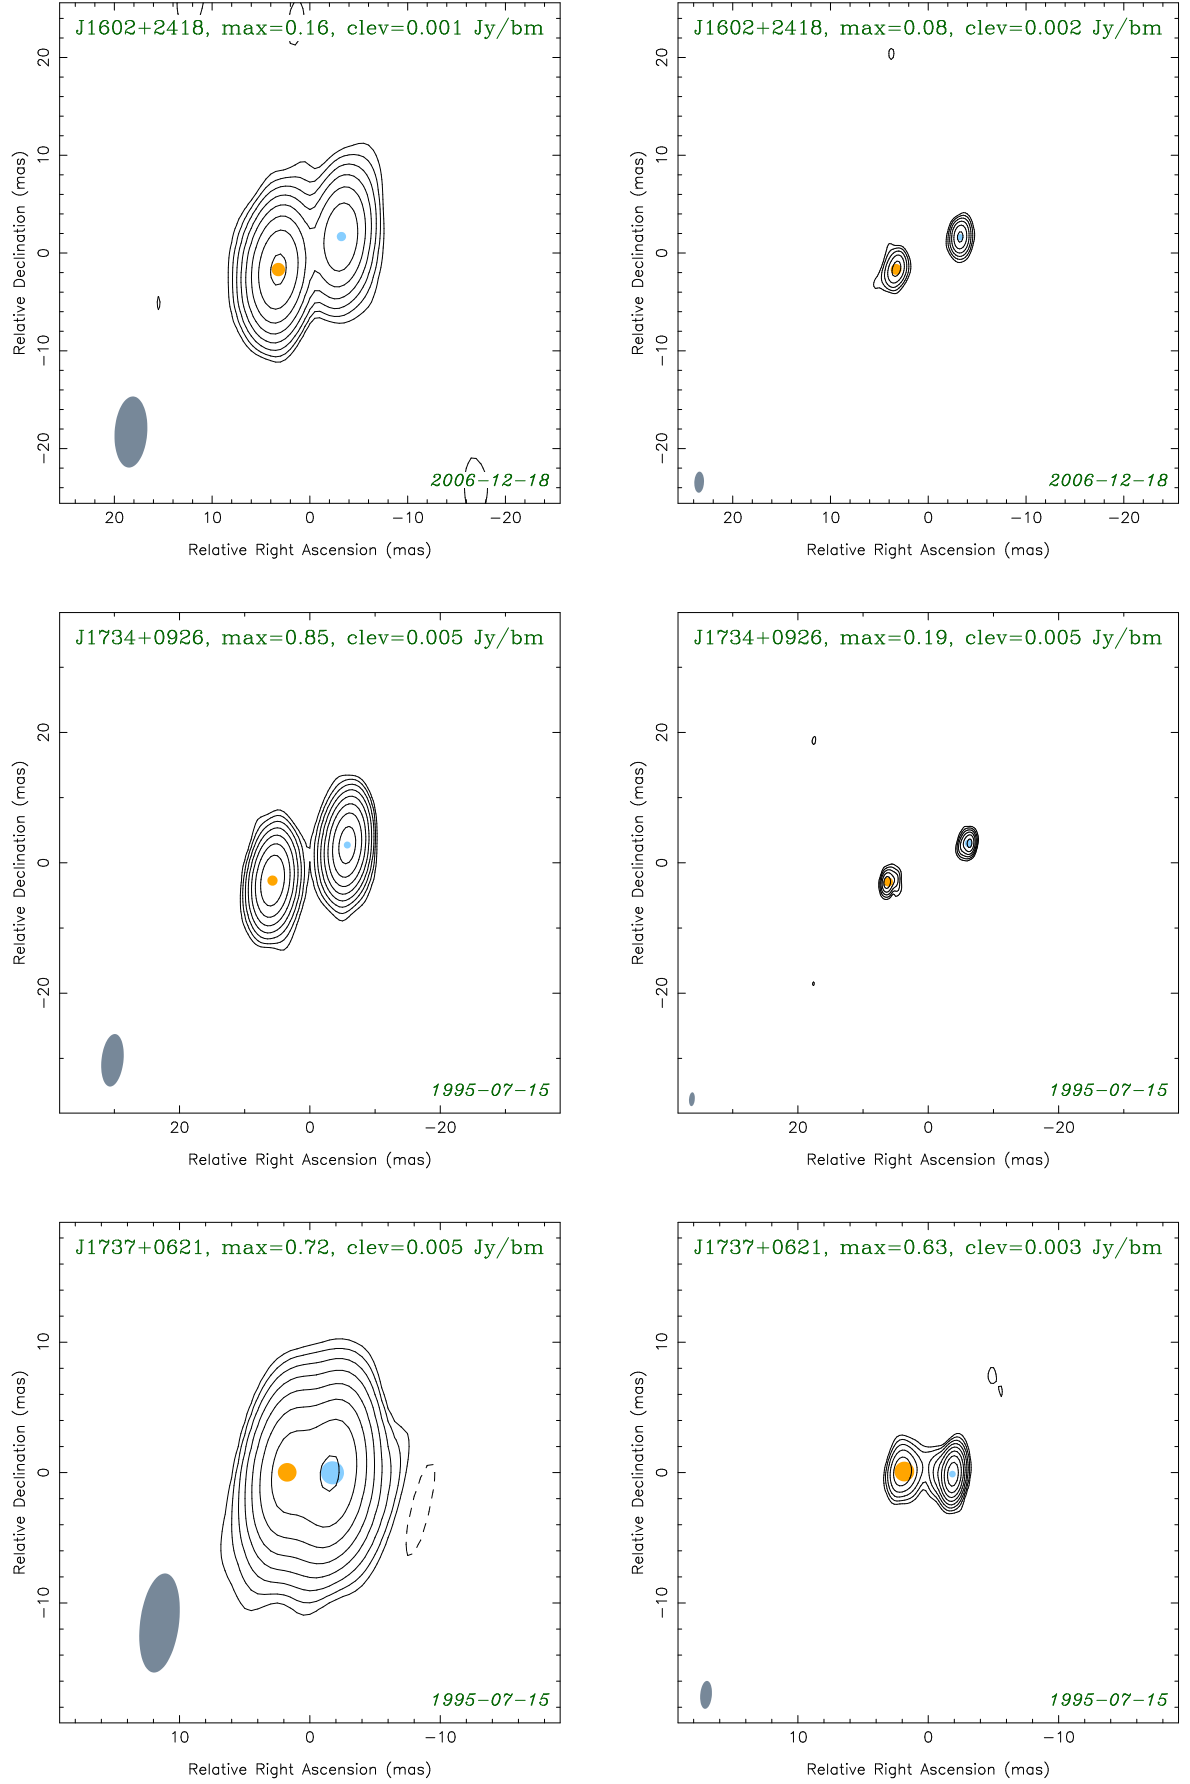 J1602+2418, max=0.16, clev=0.001 Jy/bm
20
10
0
−10
−20
Relative Declination (mas)
2006−12−18
20 10 0 −10 −20
Relative Right Ascension (mas)
J1602+2418, max=0.08, clev=0.002 Jy/bm
20
10
0
−10
−20
Relative Declination (mas)
2006−12−18
20 10 0 −10 −20
Relative Right Ascension (mas)
J1734+0926, max=0.85, clev=0.005 Jy/bm
20
0
−20
Relative Declination (mas)
1995−07−15
20 0 −20
Relative Right Ascension (mas)
J1734+0926, max=0.19, clev=0.005 Jy/bm
20
0
−20
Relative Declination (mas)
1995−07−15
20 0 −20
Relative Right Ascension (mas)
J1737+0621, max=0.72, clev=0.005 Jy/bm
10
0
−10
Relative Declination (mas)
1995−07−15
10 0 −10
Relative Right Ascension (mas)
J1737+0621, max=0.63, clev=0.003 Jy/bm
10
0
−10
Relative Declination (mas)
1995−07−15
10 0 −10
Relative Right Ascension (mas)